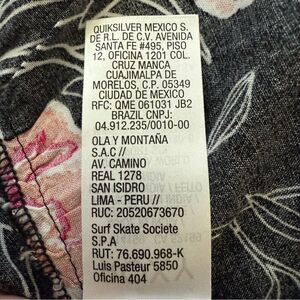 QUIKSILVER MEXICO S.
DE R.L. DE C.V. AVENIDA
SANTA FE #495, PISO
12, OFICINA 1201 COL.
CRUZ MANCA
CUAJIMALPA DE
MORELOS, C.P. 05349
CIUDAD DE MEXICO
RFC: QME 061031 JB2
BRAZIL CNPJ:
04.912.235/0010-00
OLA Y MONTAÑA
S.A.C //
AV. CAMINO
REAL 1278
SAN ISIDRO
LIMA - PERU //
RUC: 20520673670
Surf Skate Societe
S.P.A
RUT: 76.690.968-K
Luis Pasteur 5850
Oficina 404